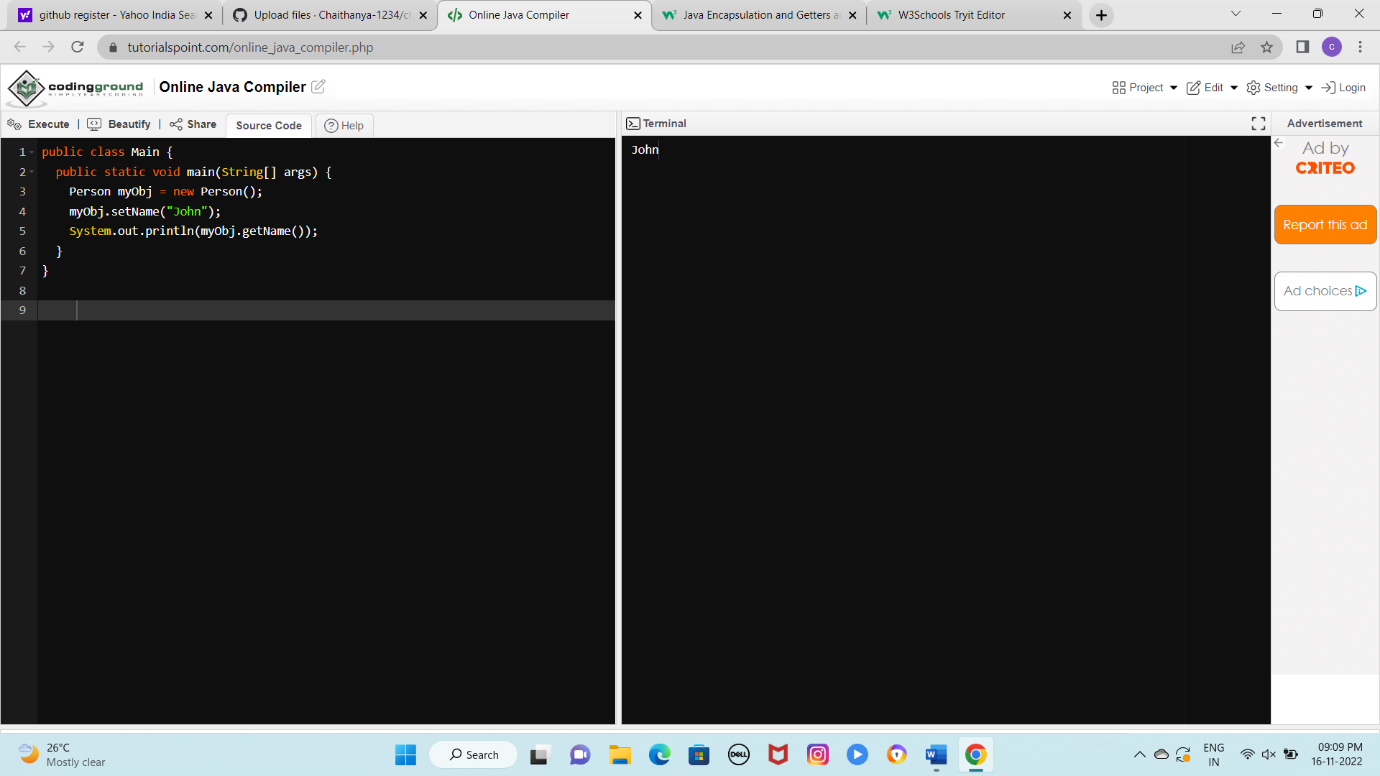 github register - Yahoo India Sea
Upload files · Chaithanya-1234/cl
Online Java Compiler
Java Encapsulation and Getters a
W3Schools Tryit Editor
tutorialspoint.com/online_java_compiler.php
c
codingground
SIMPLYEASYCODING
Online Java Compiler
Project
Edit
Setting
Login
Execute | Beautify | Share
Source Code
Help
Terminal
Advertisement
1 public class Main {
2 public static void main(String[] args) {
3 Person myObj = new Person();
4 myObj.setName("John");
5 System.out.println(myObj.getName());
6 }
7 }
8
9
John
Ad by
CRITEO
Report this ad
Ad choices
26°C
Mostly clear
Search
DELL
W
ENG
IN
09:09 PM
16-11-2022